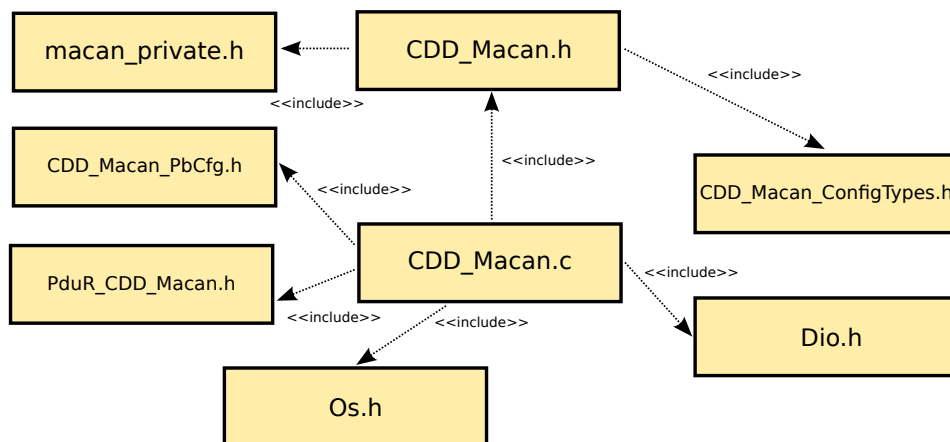 macan_private.h
CDD_Macan.h
<<include>>
<<include>>
CDD_Macan_PbCfg.h
<<include>>
<<include>>
CDD_Macan_ConfigTypes.h
CDD_Macan.c
PduR_CDD_Macan.h
<<include>>
<<include>>
<<include>>
Dio.h
Os.h